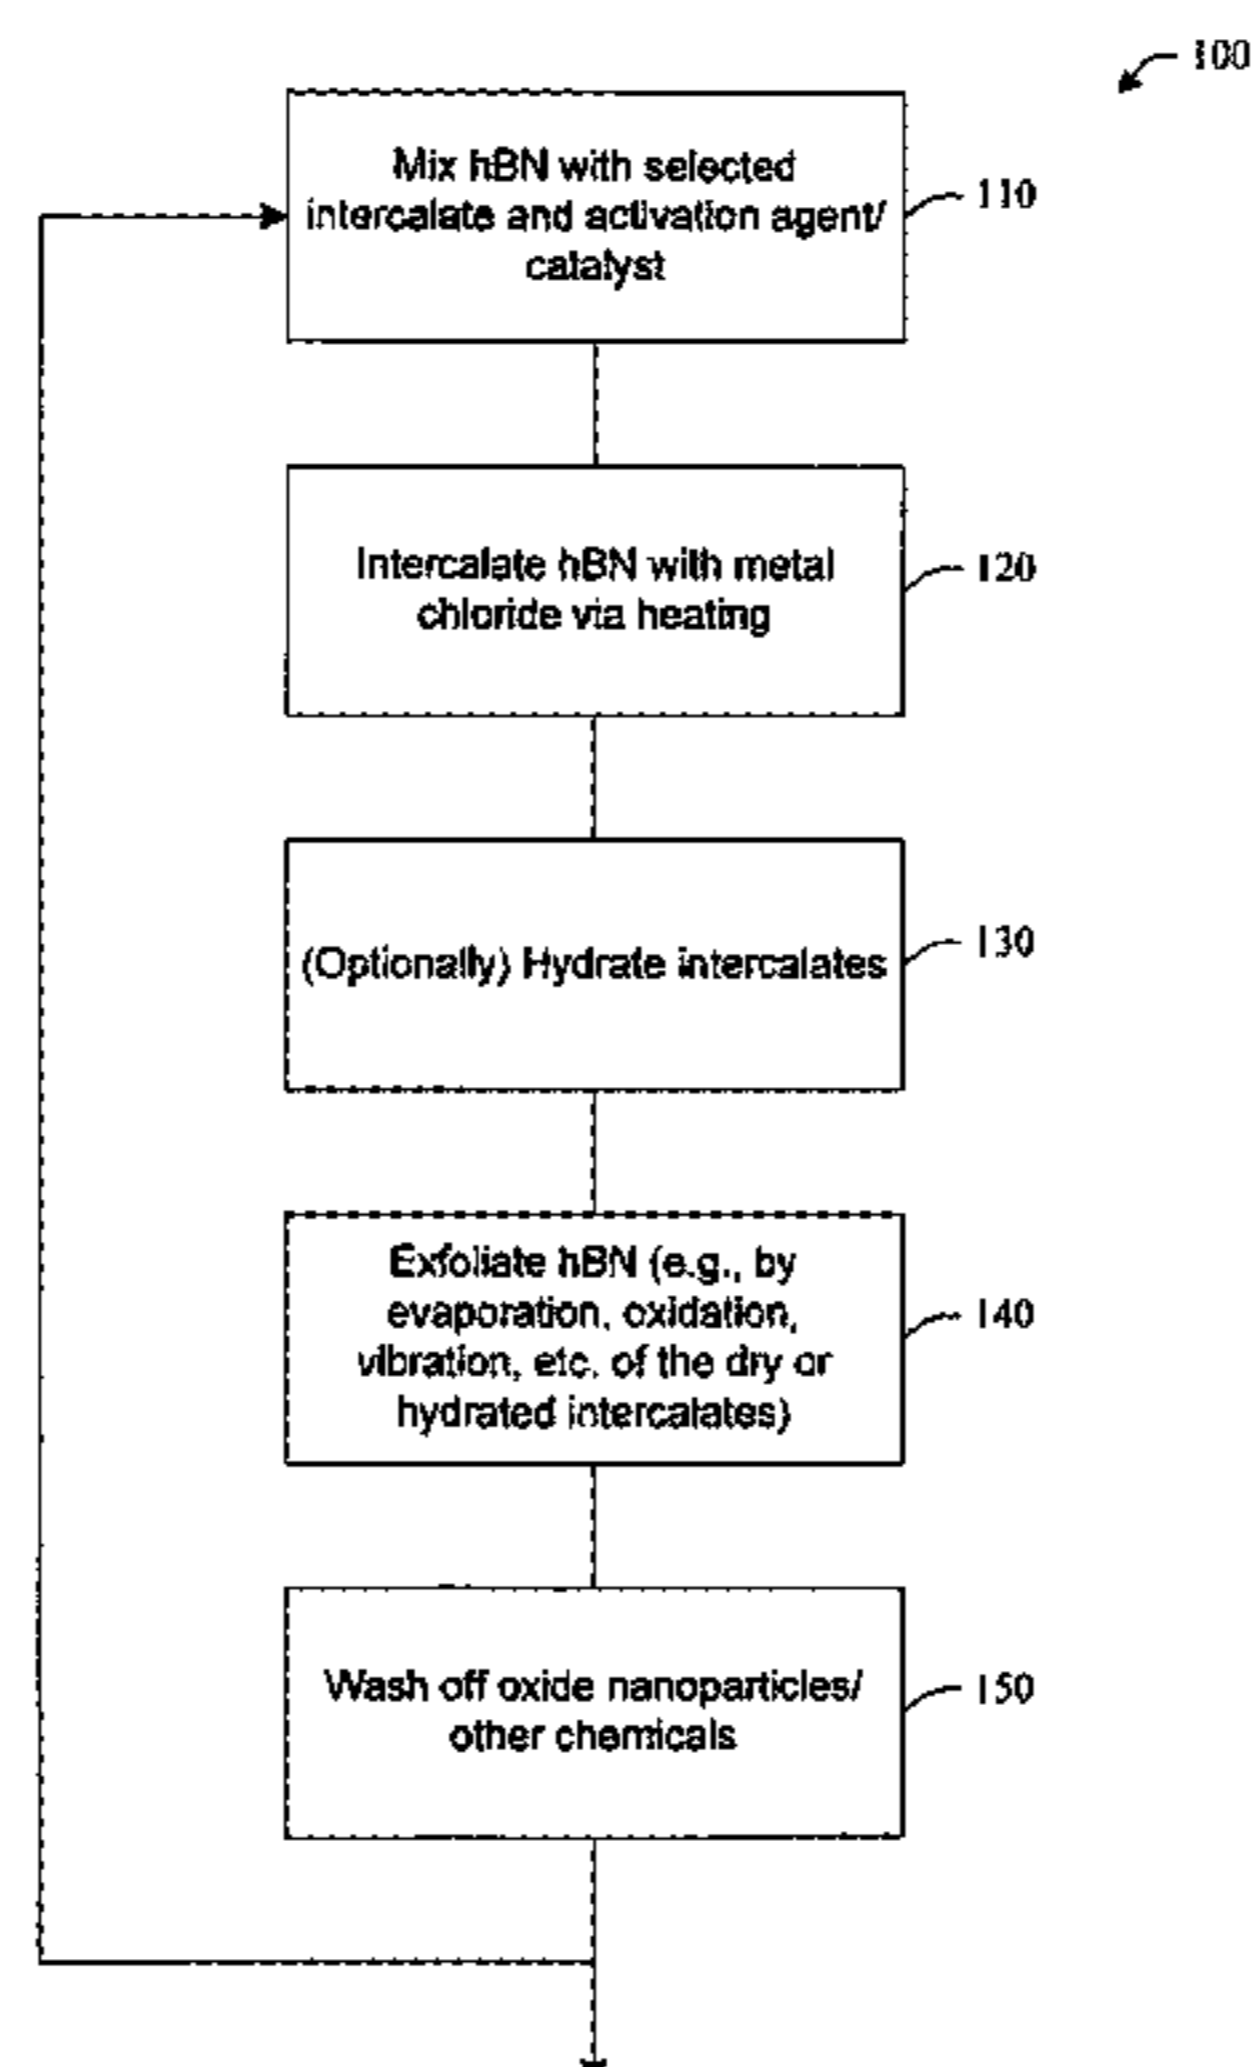 100
Mix hBN with selected
intercalate and activation agent/
catalyst
110
Intercalate hBN with metal
chloride via heating
120
(Optionally) Hydrate intercalates
130
Exfoliate hBN (e.g., by
evaporation, oxidation,
vibration, etc. of the dry or
hydrated intercalates)
140
Wash off oxide nanoparticles/
other chemicals
150